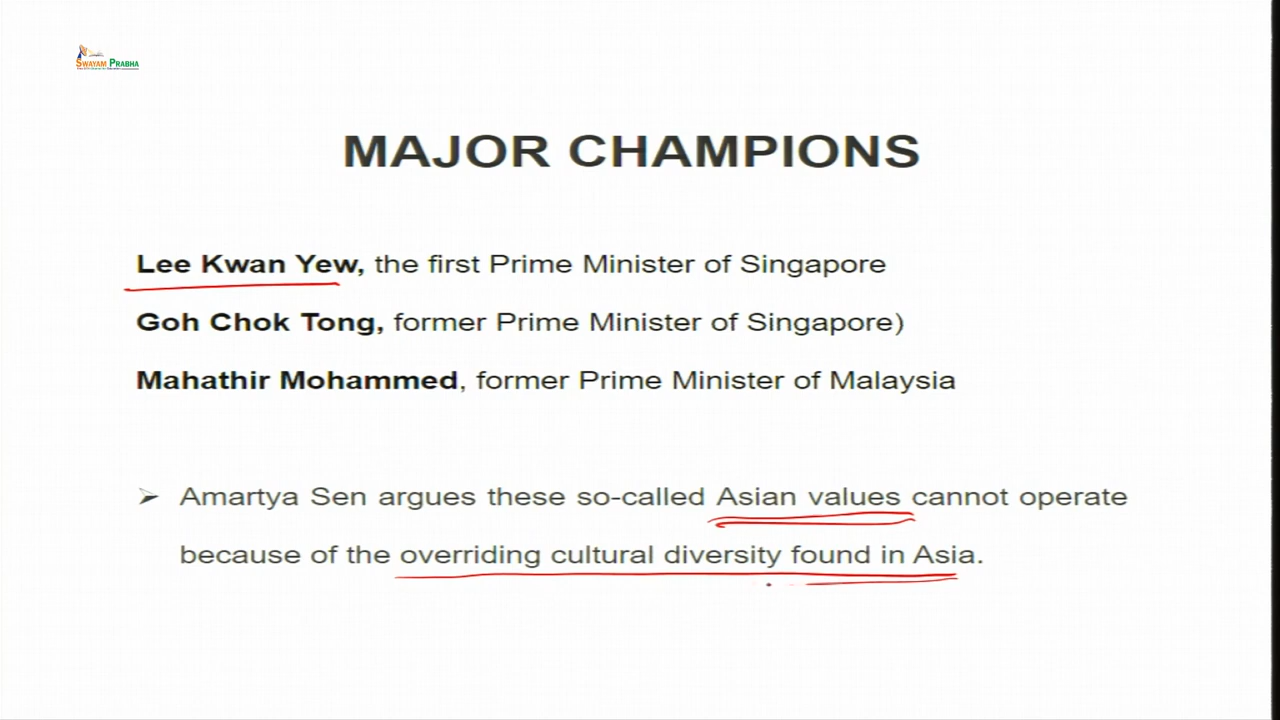 SWAYAM PRABHA
MAJOR CHAMPIONS
Lee Kwan Yew, the first Prime Minister of Singapore
Goh Chok Tong, former Prime Minister of Singapore)
Mahathir Mohammed, former Prime Minister of Malaysia
➢ Amartya Sen argues these so-called Asian values cannot operate
because of the overriding cultural diversity found in Asia.